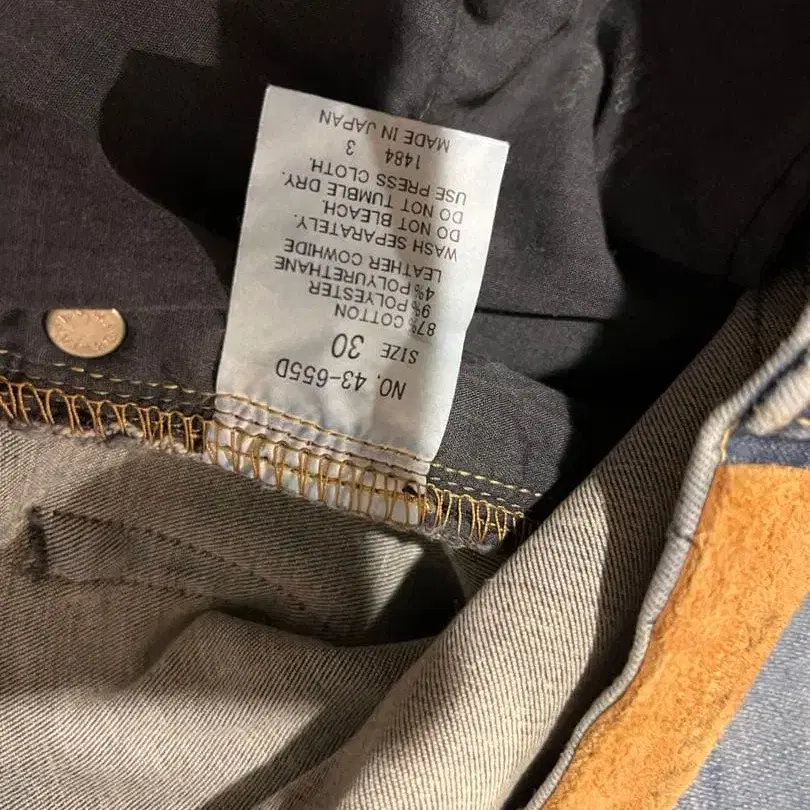 NO. 43-655D
SIZE 30
87% COTTON
9% POLYESTER
4% POLYURETHANE
LEATHER COWHIDE
WASH SEPARATELY.
DO NOT BLEACH.
DO NOT TUMBLE DRY.
USE PRESS CLOTH.
1484 3
MADE IN JAPAN